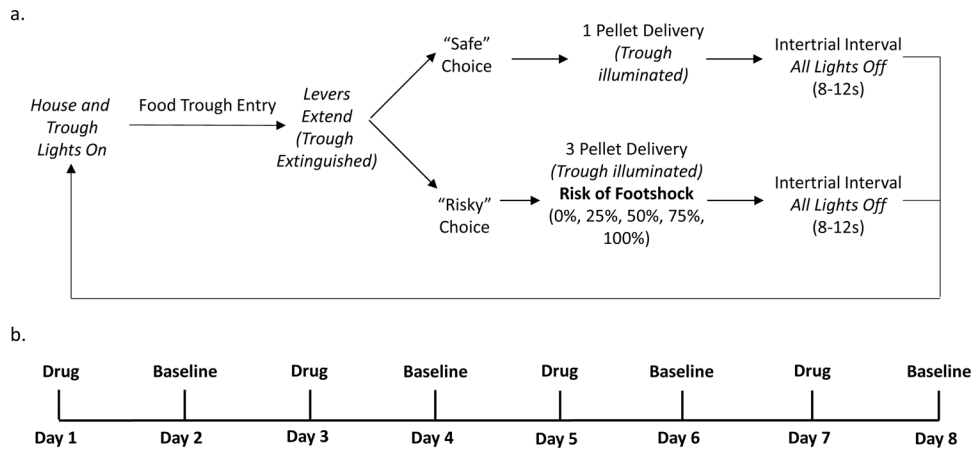 a.
House and
Trough
Lights On
Food Trough Entry
Levers
Extend
(Trough
Extinguished)
“Safe”
Choice
1 Pellet Delivery
(Trough
illuminated)
Intertrial Interval
All Lights Off
(8-12s)
“Risky”
Choice
3 Pellet Delivery
(Trough illuminated)
Risk of Footshock
(0%, 25%, 50%, 75%,
100%)
Intertrial Interval
All Lights Off
(8-12s)
b.
Drug Baseline Drug Baseline Drug Baseline Drug Baseline
Day 1 Day 2 Day 3 Day 4 Day 5 Day 6 Day 7 Day 8